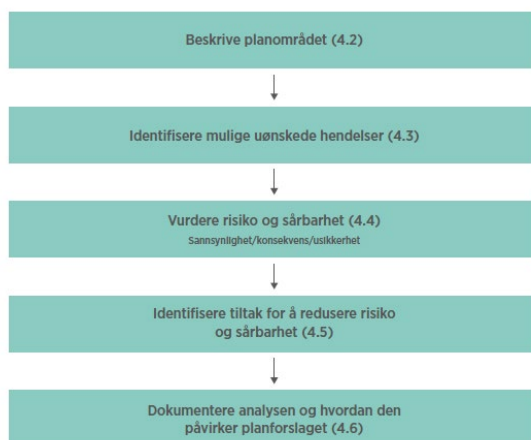 Beskrive planområdet (4.2)
Identifisere mulige uønskede hendelser (4.3)
Vurdere risiko og sårbarhet (4.4)
Sannsynlighet/konsekvens/usikkerhet
Identifisere tiltak for å redusere risiko
og sårbarhet (4.5)
Dokumentere analysen og hvordan den
påvirker planforslaget (4.6)